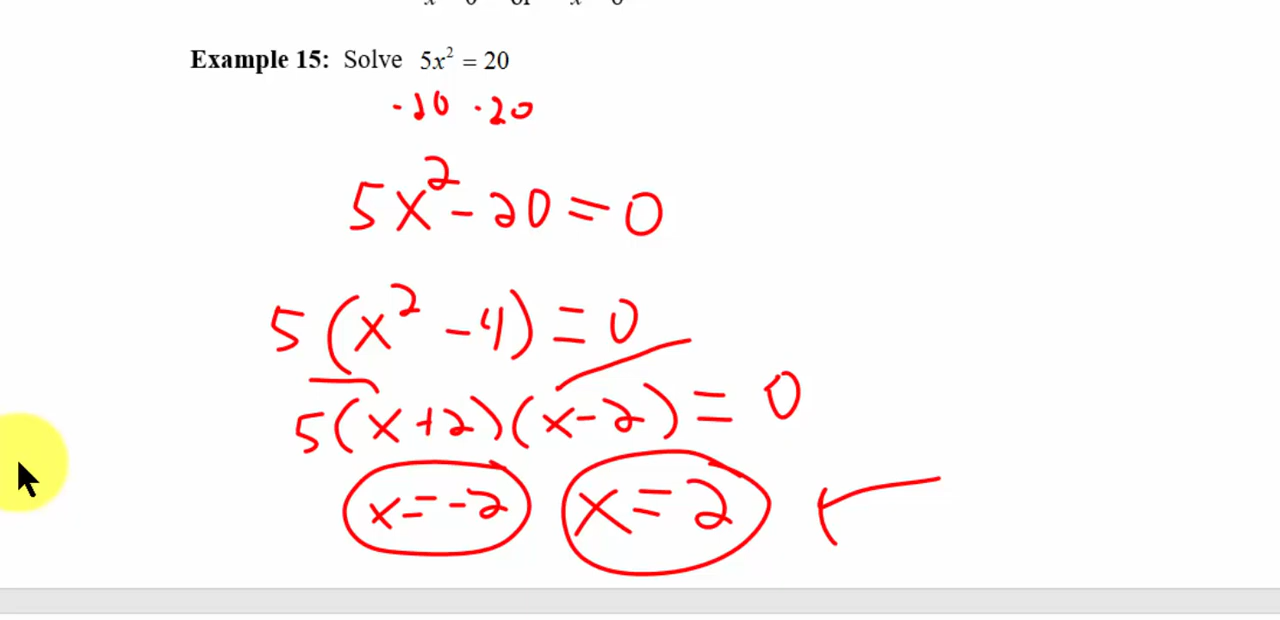 Example 15: Solve 5x² = 20
-20 -20
5x² - 20 = 0
5(x² - 4) = 0
5(x+2)(x-2) = 0
x = -2 x = 2